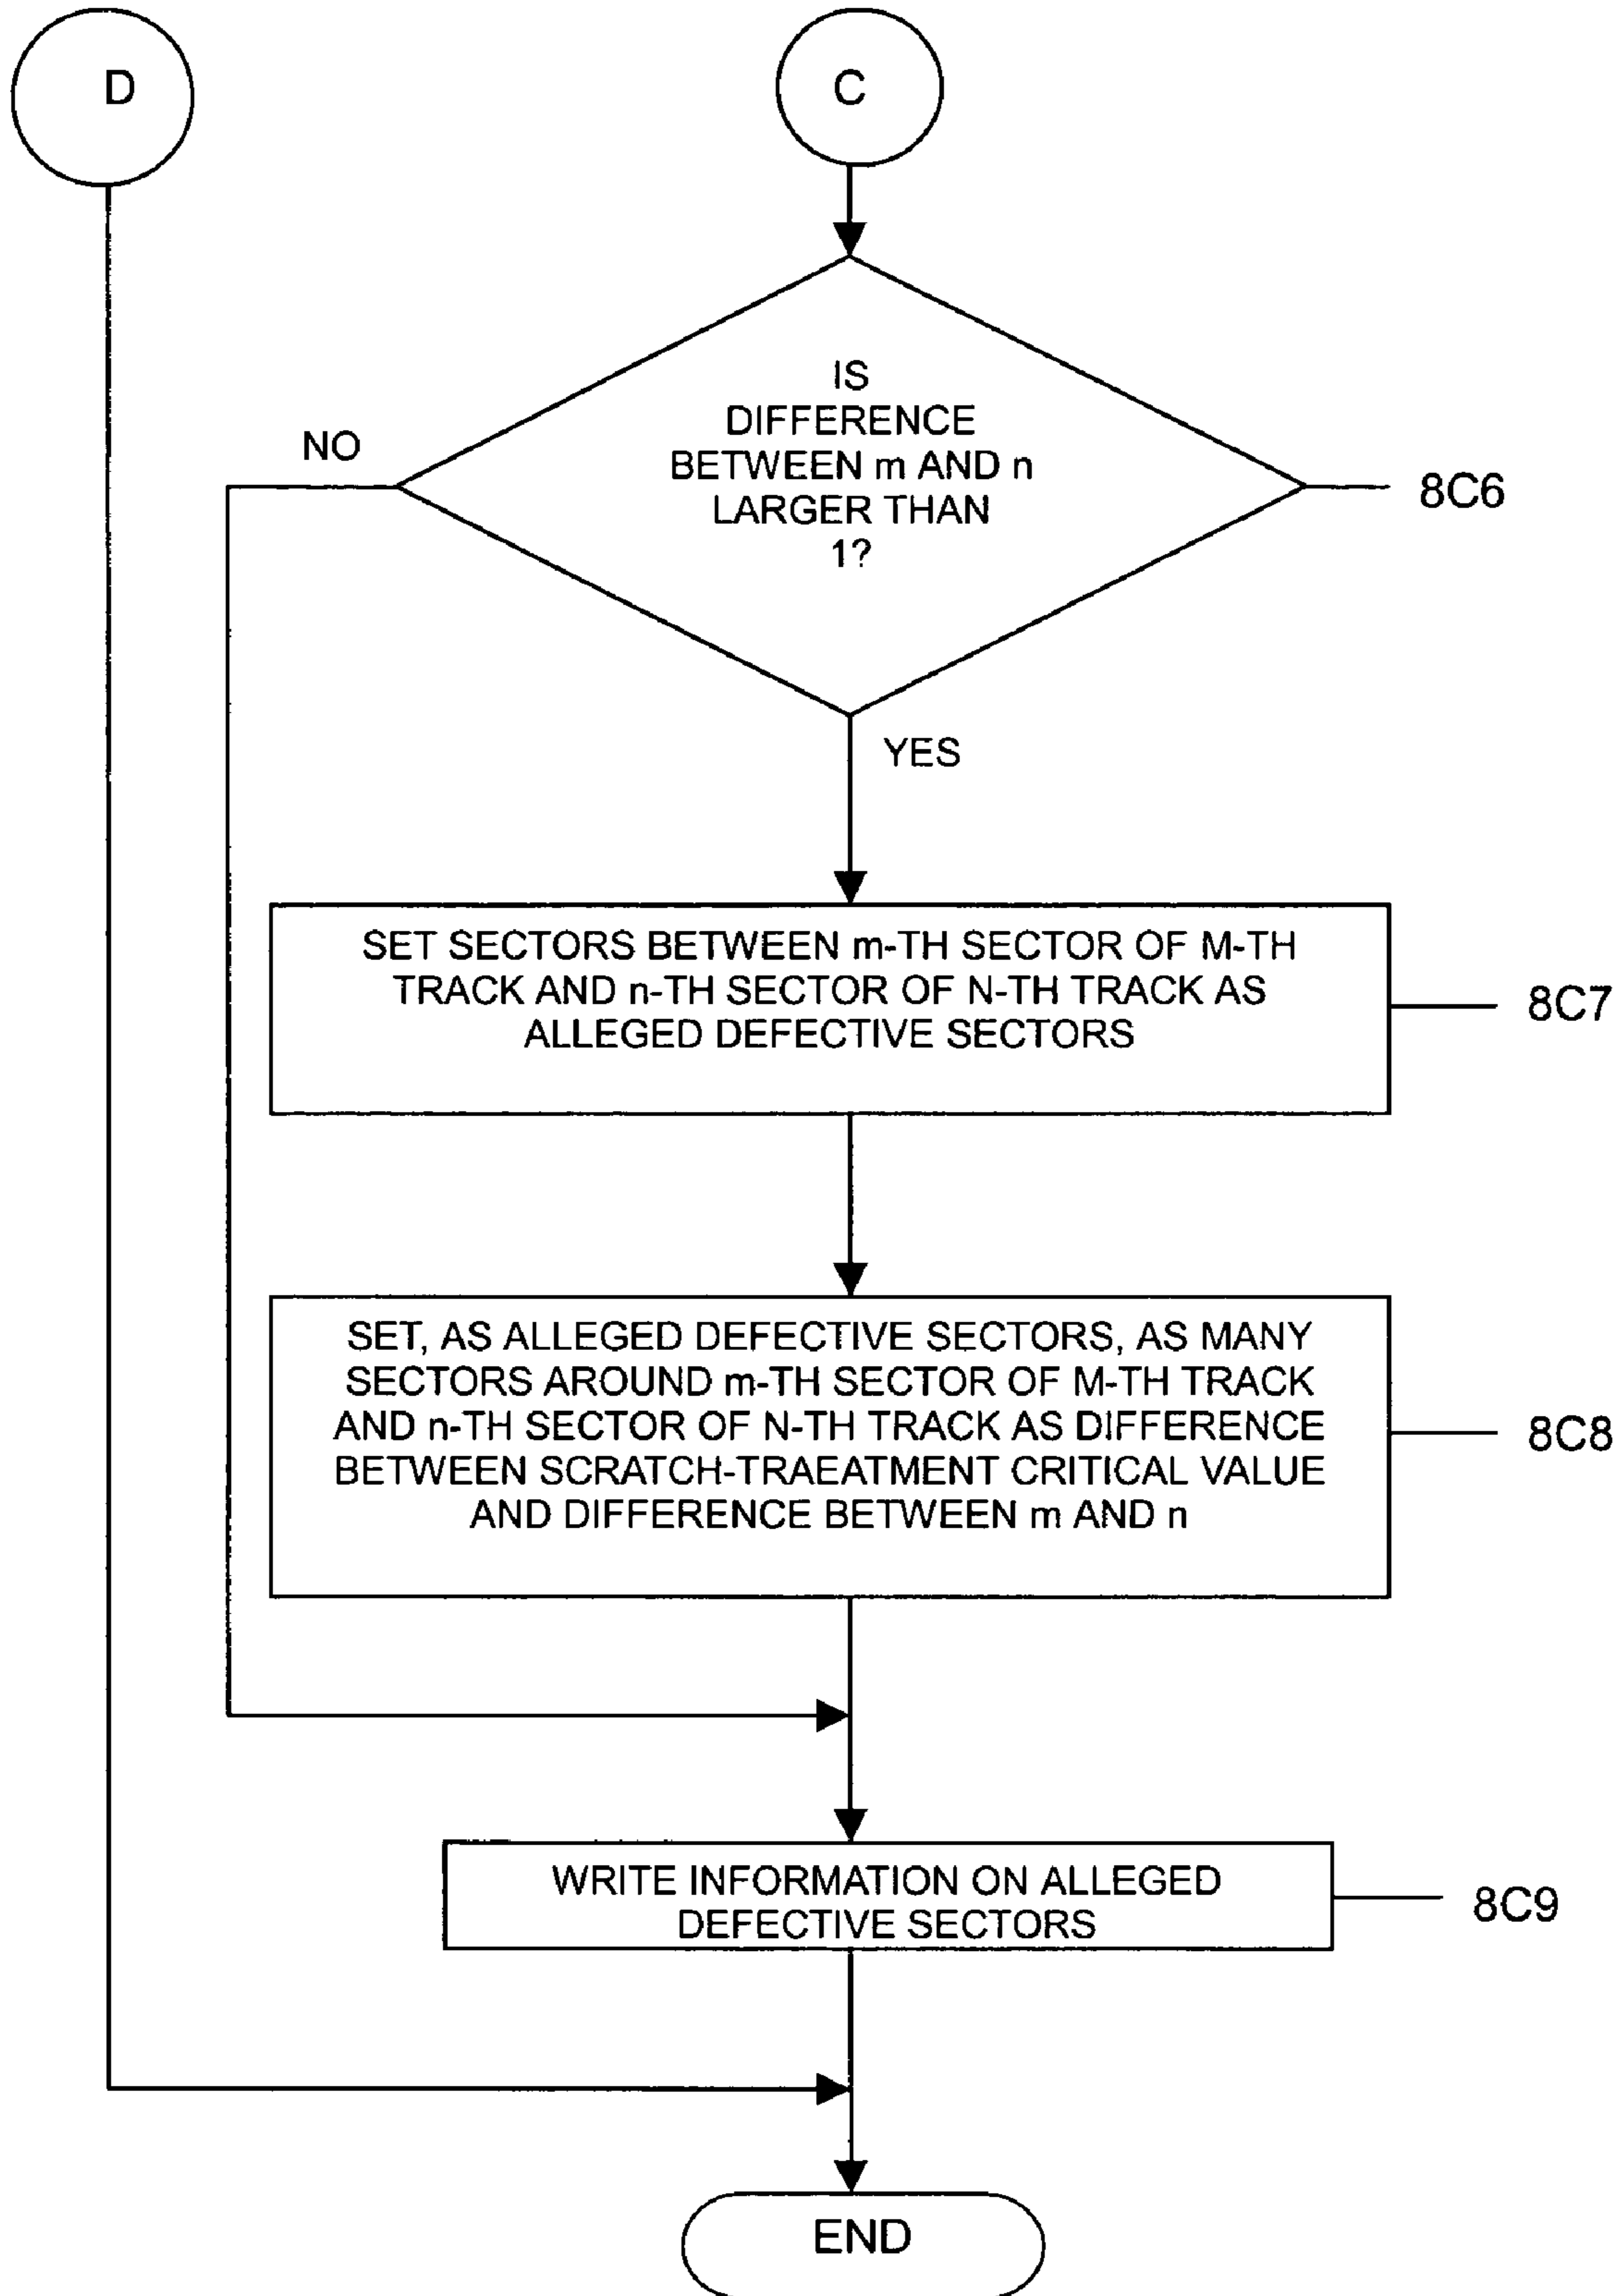 D
C
IS
DIFFERENCE
BETWEEN m AND n
LARGER THAN
1?
NO
8C6
YES
SET SECTORS BETWEEN m-TH SECTOR OF M-TH
TRACK AND n-TH SECTOR OF N-TH TRACK AS
ALLEGED DEFECTIVE SECTORS
8C7
SET, AS ALLEGED DEFECTIVE SECTORS, AS MANY
SECTORS AROUND m-TH SECTOR OF M-TH TRACK
AND n-TH SECTOR OF N-TH TRACK AS DIFFERENCE
BETWEEN SCRATCH-TRAEATMENT CRITICAL VALUE
AND DIFFERENCE BETWEEN m AND n
8C8
WRITE INFORMATION ON ALLEGED
DEFECTIVE SECTORS
8C9
END